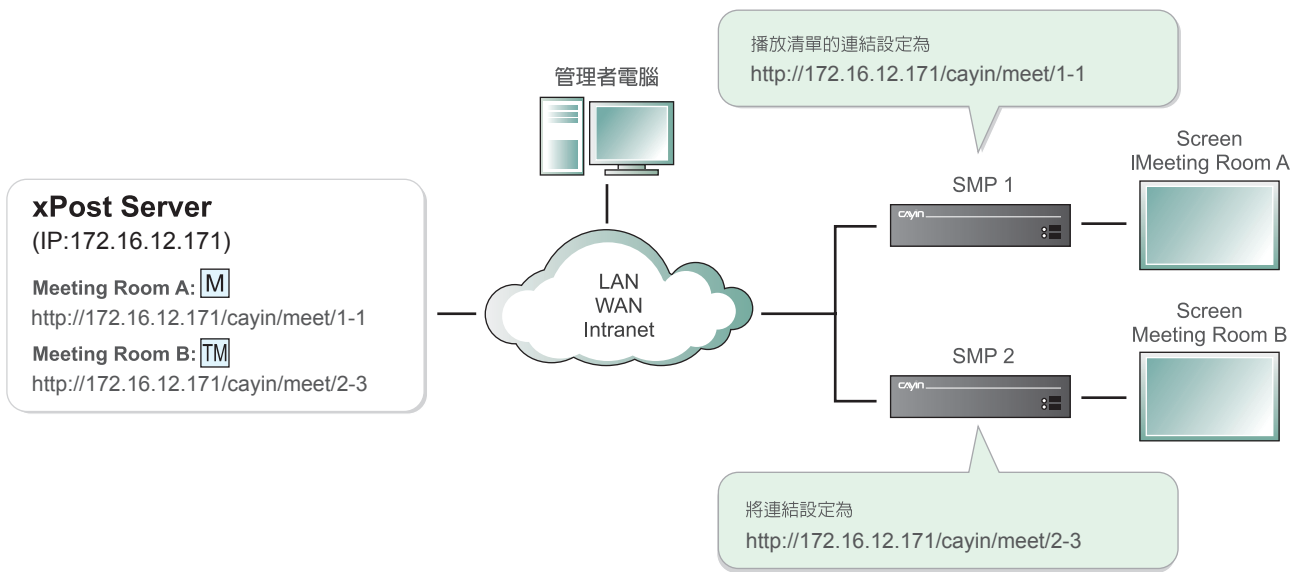 播放清單的連結設定為
http://172.16.12.171/cayin/meet/1-1
管理者電腦
Screen
IMeeting Room A
SMP 1
CAYIN
xPost Server
(IP:172.16.12.171)
Meeting Room A: M
http://172.16.12.171/cayin/meet/1-1
Meeting Room B: TM
http://172.16.12.171/cayin/meet/2-3
LAN
WAN
Intranet
Screen
Meeting Room B
SMP 2
CAYIN
將連結設定為
http://172.16.12.171/cayin/meet/2-3